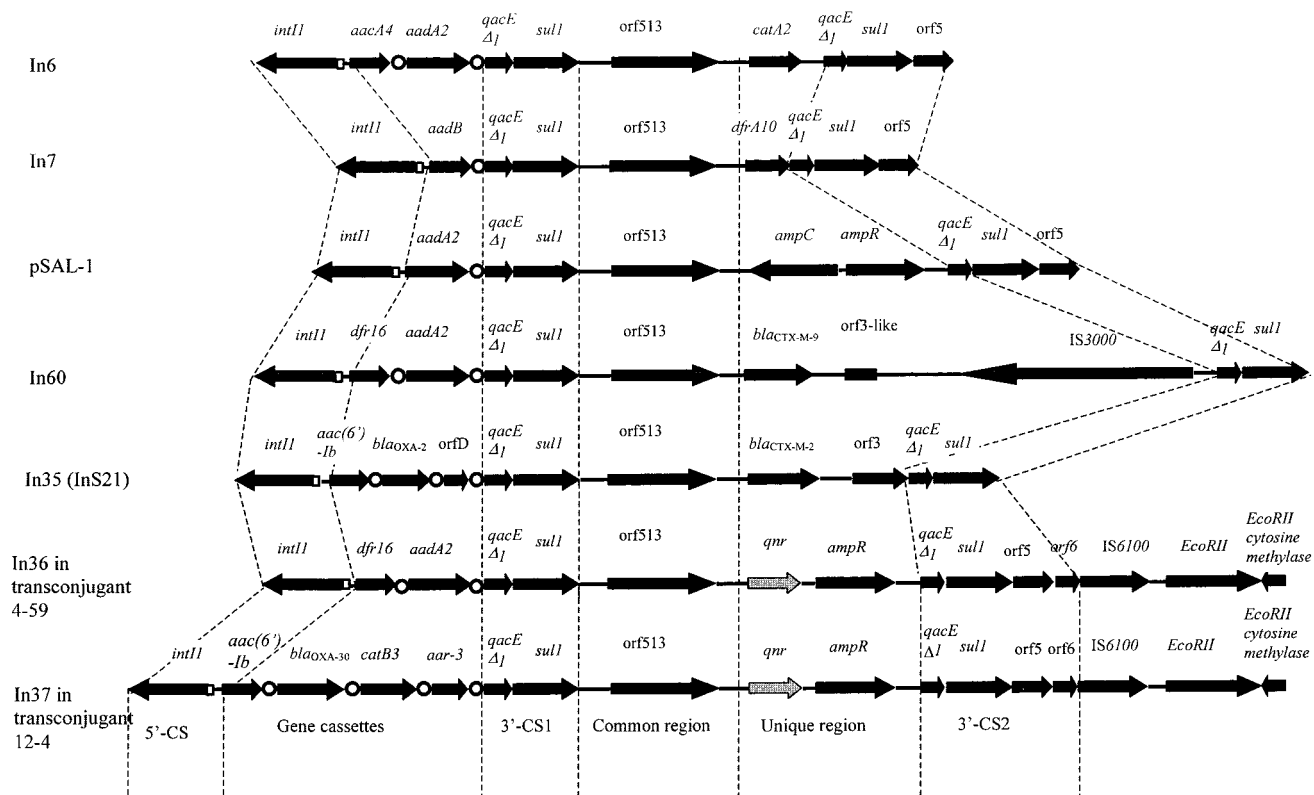 intI1 aacA4 aadA2 qacE Δ1 sul1 orf513 catA2 qacE Δ1 sul1 orf5
In6
intI1 aadB qacE Δ1 sul1 orf513 dfrA10 qacE Δ1 sul1 orf5
In7
intI1 aadA2 qacE Δ1 sul1 orf513 ampC ampR qacE Δ1 sul1 orf5
pSAL-1
intI1 dfr16 aadA2 qacE Δ1 sul1 orf513 blaCTX-M-9 orf3-like IS3000 qacE Δ1 sul1
In60
intI1 aac(6')-Ib blaOXA-2 orfD qacE Δ1 sul1 orf513 blaCTX-M-2 orf3 qacE Δ1 sul1
In35 (InS21)
intI1 dfr16 aadA2 qacE Δ1 sul1 orf513 qnr ampR qacE Δ1 sul1 orf5 orf6 IS6100 EcoRII EcoRII cytosine methylase
In36 in
transconjugant
4-59
intI1 aac(6')-Ib blaOXA-30 catB3 aar-3 qacE Δ1 sul1 orf513 qnr ampR qacE Δ1 sul1 orf5 orf6 IS6100 EcoRII EcoRII cytosine methylase
In37 in
transconjugant
12-4
5'-CS Gene cassettes 3'-CS1 Common region Unique region 3'-CS2